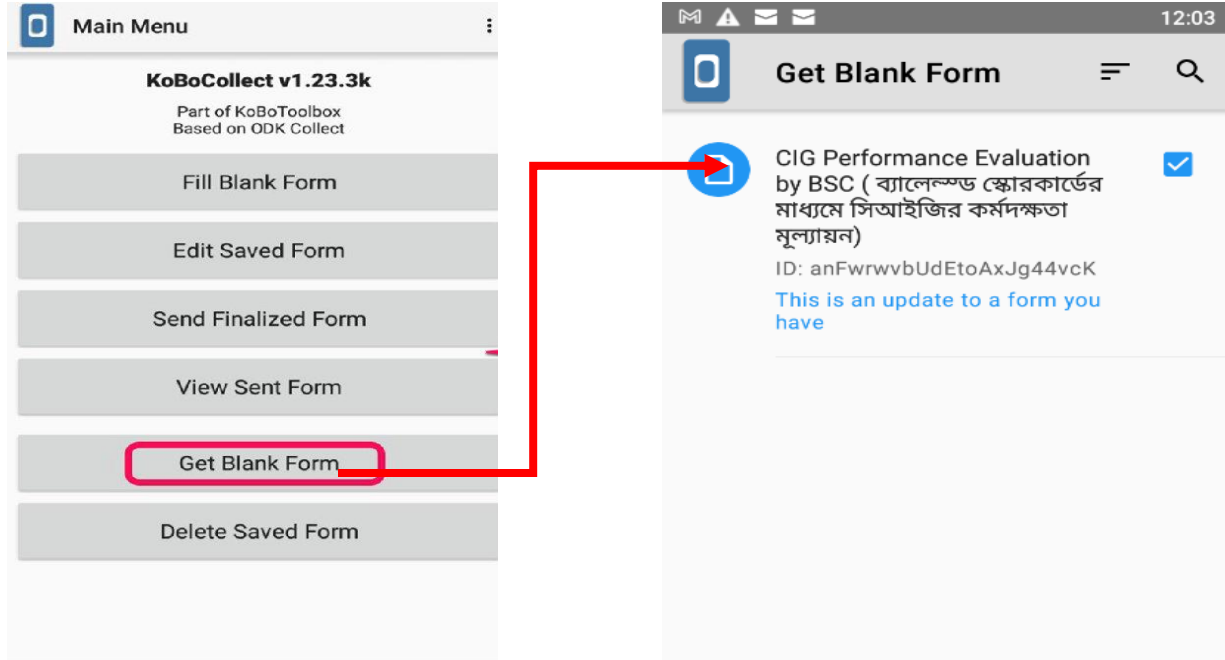 Main Menu
KoBoCollect v1.23.3k
Part of KoBoToolbox
Based on ODK Collect
Fill Blank Form
Edit Saved Form
Send Finalized Form
View Sent Form
Get Blank Form
Delete Saved Form
12:03
Get Blank Form
CIG Performance Evaluation
by BSC ( ব্যালেন্স্ড স্কোরকার্ডের
মাধ্যমে সিআইজির কর্মদক্ষতা
মূল্যায়ন)
ID: anFwrwvbUdEtoAxJg44vcK
This is an update to a form you
have